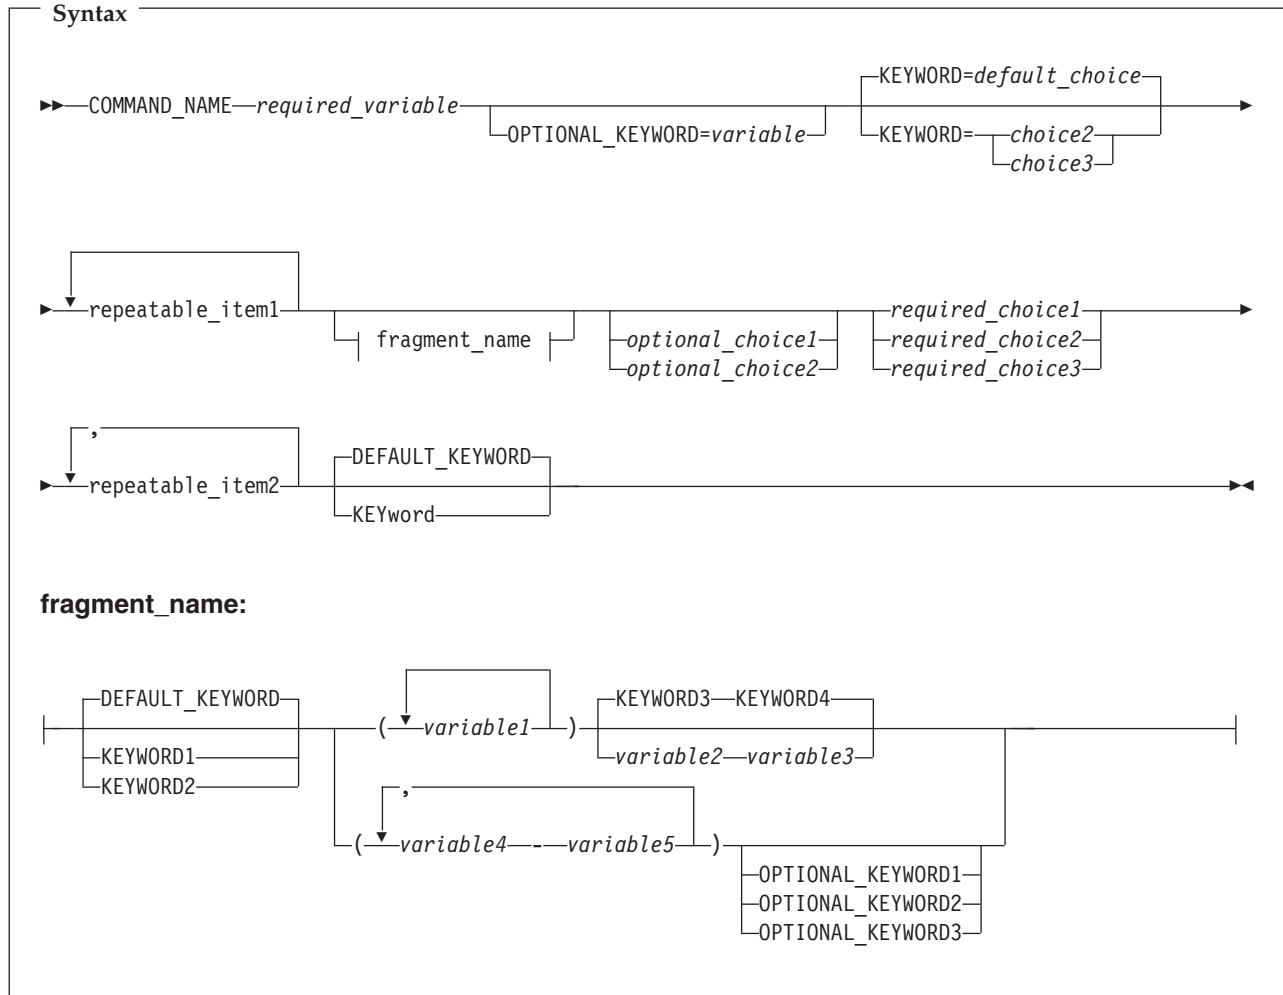 Syntax
KEYWORD=default_choice
COMMAND_NAME required_variable
OPTIONAL_KEYWORD=variable KEYWORD= choice2
choice3
repeatable_item1 required_choice1
fragment_name optional_choice1 required_choice2
optional_choice2 required_choice3
,
DEFAULT_KEYWORD
repeatable_item2
KEYword
fragment_name:
DEFAULT_KEYWORD KEYWORD3 KEYWORD4
( variable1 )
KEYWORD1 variable2 variable3
KEYWORD2
,
( variable4 - variable5 )
OPTIONAL_KEYWORD1
OPTIONAL_KEYWORD2
OPTIONAL_KEYWORD3